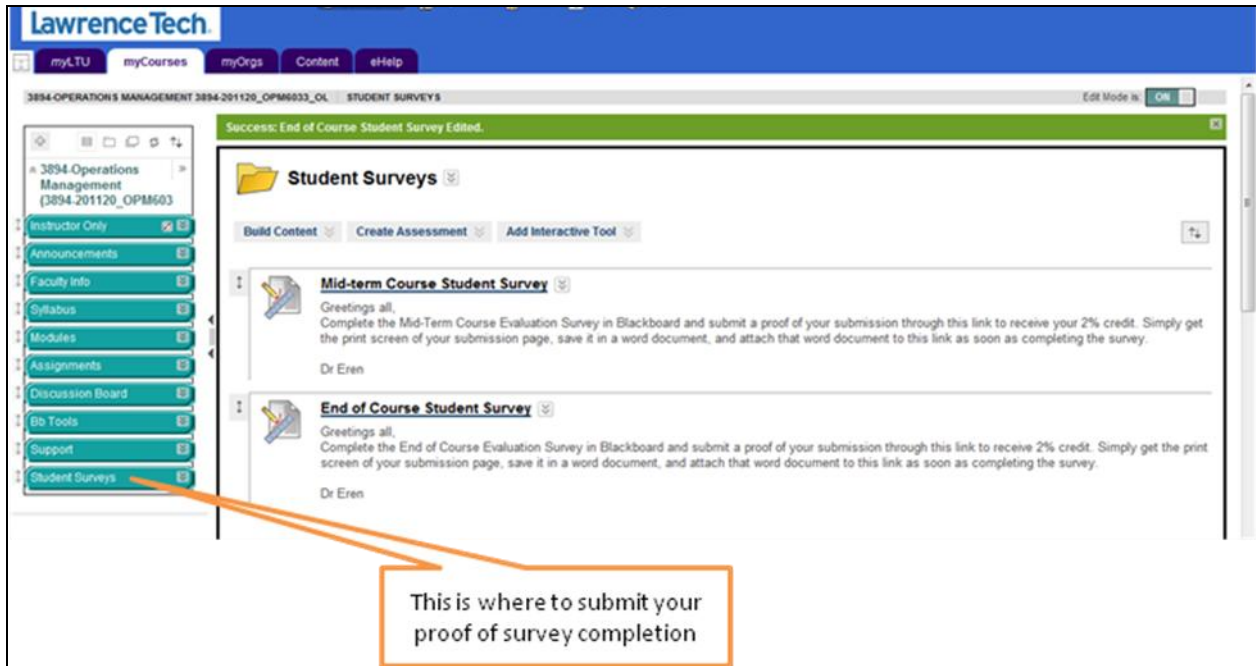 Lawrence Tech.
myLTU myCourses myOrgs Content eHelp
3894-OPERATIONS MANAGEMENT 3894-201120_OPM6033_OL STUDENT SURVEYS Edit Mode is: ON
Success: End of Course Student Survey Edited.
3894-Operations
Management
(3894-201120_OPM603
Instructor Only
Announcements
Faculty Info
Syllabus
Modules
Assignments
Discussion Board
Bb Tools
Support
Student Surveys
Student Surveys
Build Content Create Assessment Add Interactive Tool
Mid-term Course Student Survey
Greetings all,
Complete the Mid-Term Course Evaluation Survey in Blackboard and submit a proof of your submission through this link to receive your 2% credit. Simply get
the print screen of your submission page, save it in a word document, and attach that word document to this link as soon as completing the survey.
Dr Eren
End of Course Student Survey
Greetings all,
Complete the End of Course Evaluation Survey in Blackboard and submit a proof of your submission through this link to receive 2% credit. Simply get the print
screen of your submission page, save it in a word document, and attach that word document to this link as soon as completing the survey.
Dr Eren
This is where to submit your
proof of survey completion